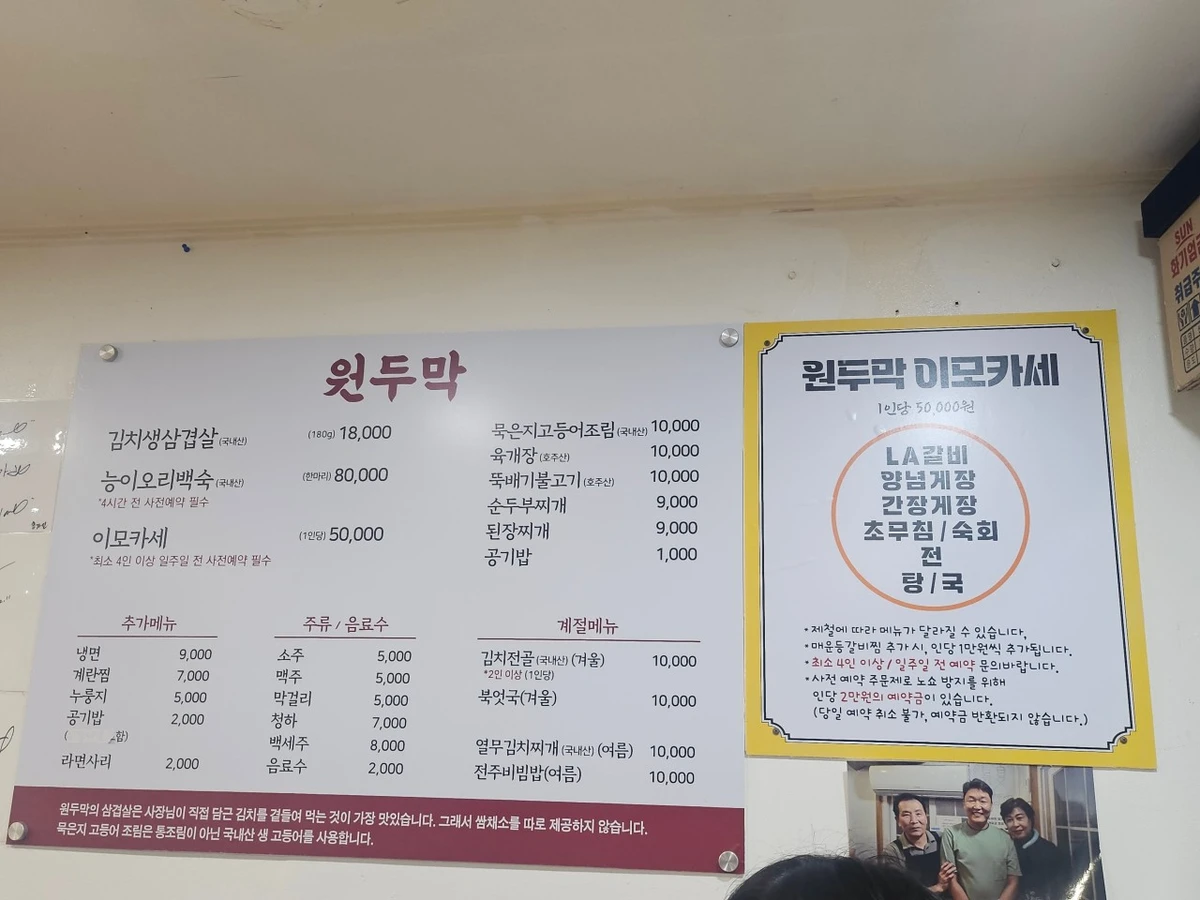 원두막
김치생삼겹살 (국내산) (180g) 18,000
능이오리백숙 (국내산) (한마리) 80,000
*4시간 전 사전예약 필수
이모카세 (1인당) 50,000
*최소 4인 이상 일주일 전 사전예약 필수
묵은지고등어조림 (국내산) 10,000
육개장 (호주산) 10,000
뚝배기불고기 (호주산) 10,000
순두부찌개 9,000
된장찌개 9,000
공기밥 1,000
추가메뉴
냉면 9,000
계란찜 7,000
누룽지 5,000
공기밥 2,000
함)
라면사리 2,000
주류 / 음료수
소주 5,000
맥주 5,000
막걸리 5,000
청하 7,000
백세주 8,000
음료수 2,000
계절메뉴
김치전골 (국내산) (겨울) 10,000
*2인 이상 (1인당)
북엇국(겨울) 10,000
열무김치찌개 (국내산) (여름) 10,000
전주비빔밥(여름) 10,000
원두막의 삼겹살은 사장님이 직접 담근 김치를 곁들여 먹는 것이 가장 맛있습니다. 그래서 쌈채소를 따로 제공하지 않습니다.
묵은지 고등어 조림은 통조림이 아닌 국내산 생 고등어를 사용합니다.
원두막 이모카세
1인당 50,000원
LA갈비
양념게장
간장게장
초무침 / 숙회
전
탕 / 국
*제철에 따라 메뉴가 달라질 수 있습니다.
*매운등갈비찜 추가 시, 인당 1만원씩 추가됩니다.
*최소 4인 이상 / 일주일 전 예약 문의바랍니다.
*사전 예약 주문제로 노쇼 방지를 위해
인당 2만원의 예약금이 있습니다.
(당일 예약 취소 불가, 예약금 반환되지 않습니다.)
SUN
화기엄
취급주